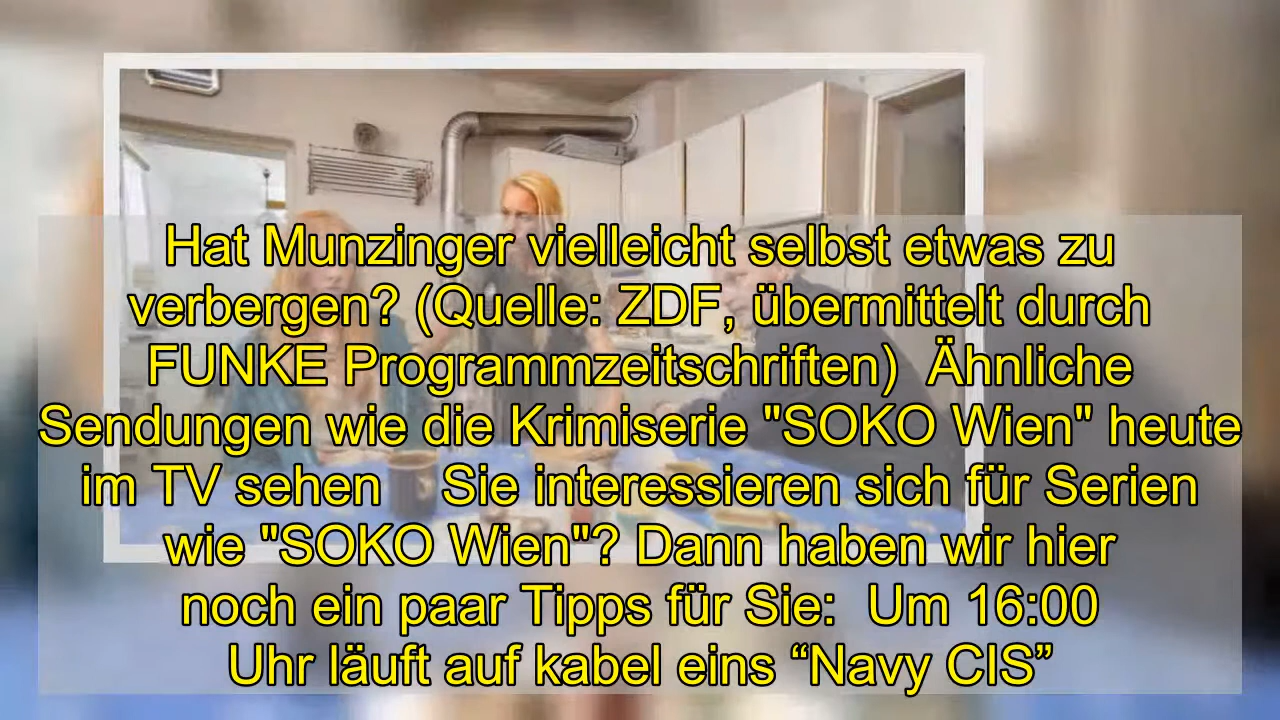 Hat Munzinger vielleicht selbst etwas zu
verbergen? (Quelle: ZDF, übermittelt durch
FUNKE Programmzeitschriften)  Ähnliche
Sendungen wie die Krimiserie "SOKO Wien" heute
im TV sehen    Sie interessieren sich für Serien
wie "SOKO Wien"? Dann haben wir hier
noch ein paar Tipps für Sie:  Um 16:00
Uhr läuft auf kabel eins “Navy CIS”